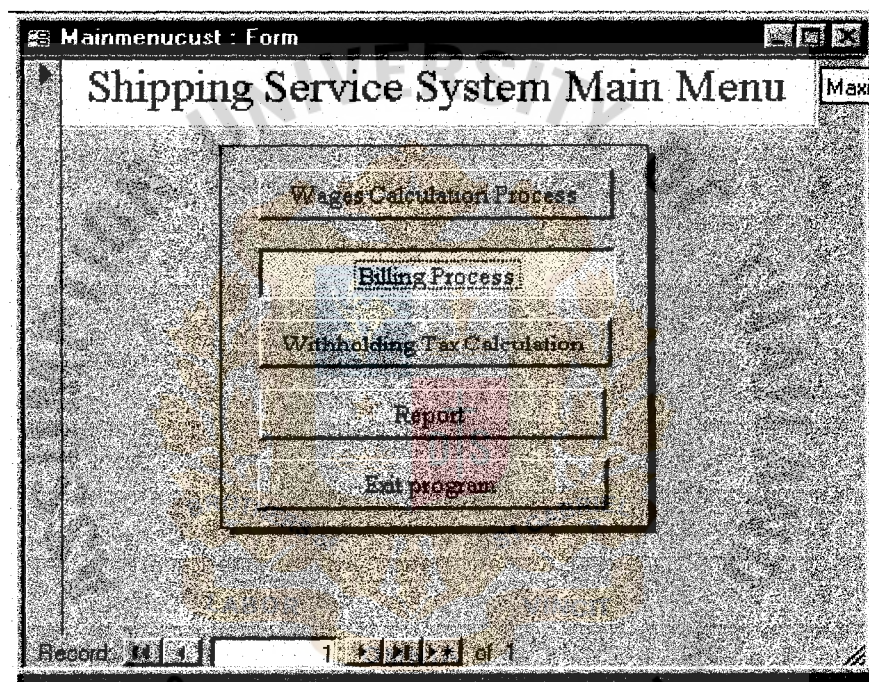 Mainmenucust : Form
Shipping Service System Main Menu
Maxi
UNIVERSITY
Wages Calculation Process
Billing Process
Withholding Tax Calculation
Report
Exit program
Record: 1 of 1